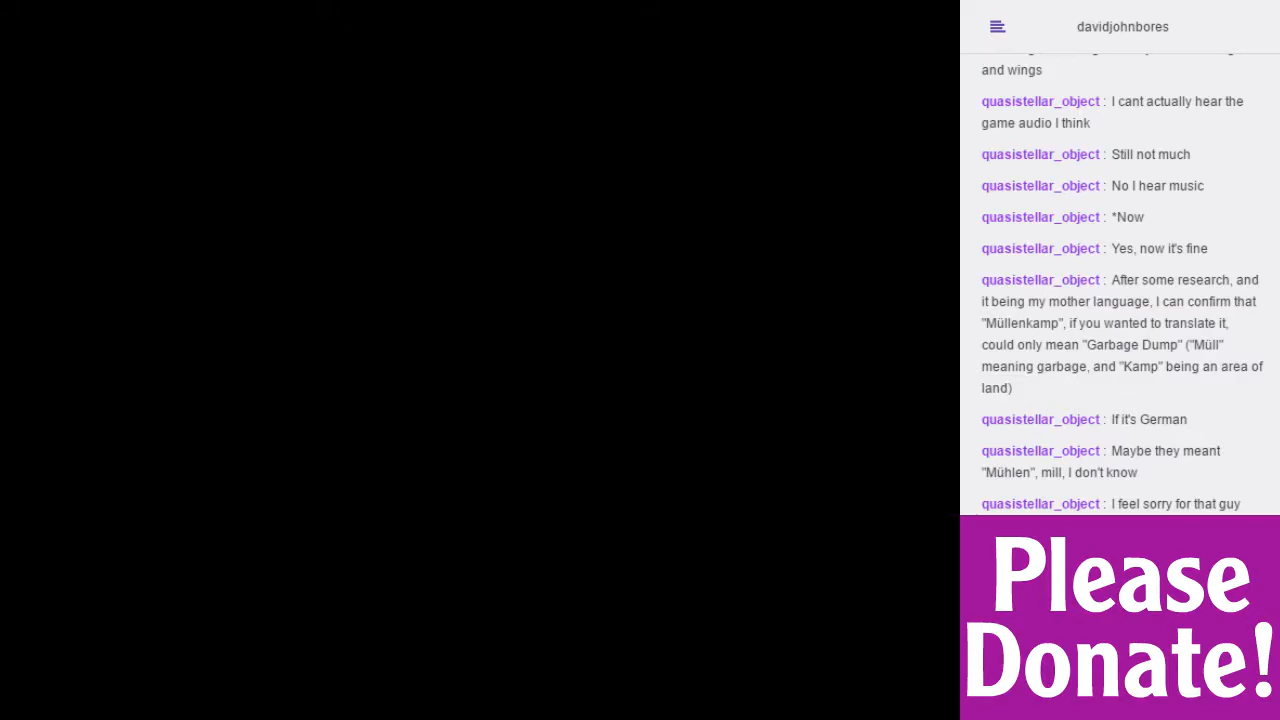 davidjohnbores
and wings
quasistellar_object : I cant actually hear the
game audio I think
quasistellar_object : Still not much
quasistellar_object : No I hear music
quasistellar_object : *Now
quasistellar_object : Yes, now it's fine
quasistellar_object : After some research, and
it being my mother language, I can confirm that
"Müllenkamp", if you wanted to translate it,
could only mean "Garbage Dump" ("Müll"
meaning garbage, and "Kamp" being an area of
land)
quasistellar_object : If it's German
quasistellar_object : Maybe they meant
"Mühlen", mill, I don't know
quasistellar_object : I feel sorry for that guy
Please
Donate!